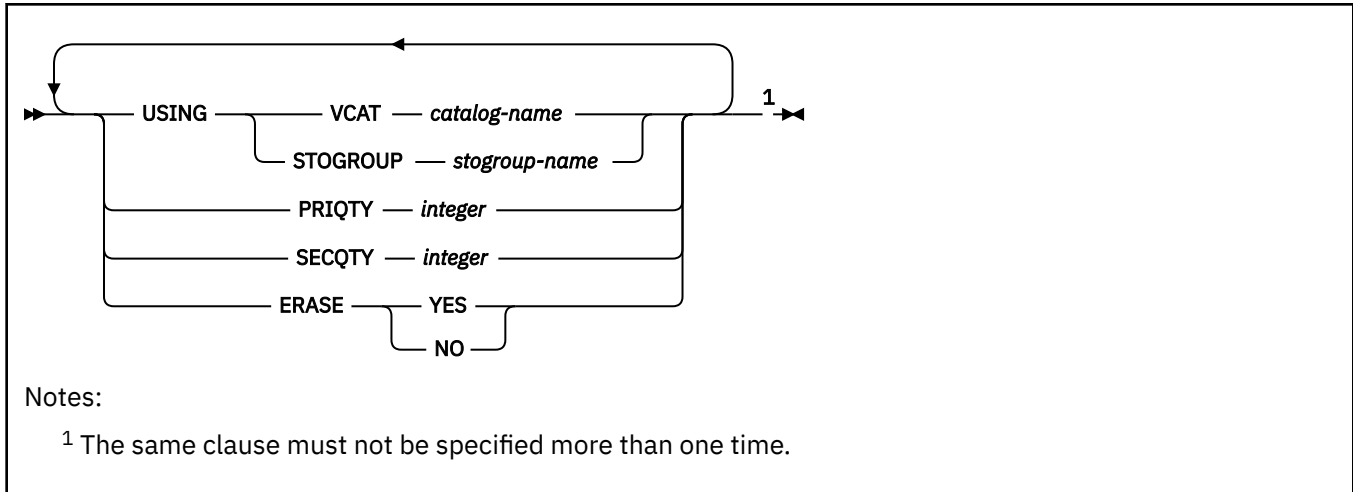 1
USING VCAT catalog-name
STOGROUP stogroup-name
PRIQTY integer
SECQTY integer
ERASE YES
NO
Notes:
1 The same clause must not be specified more than one time.